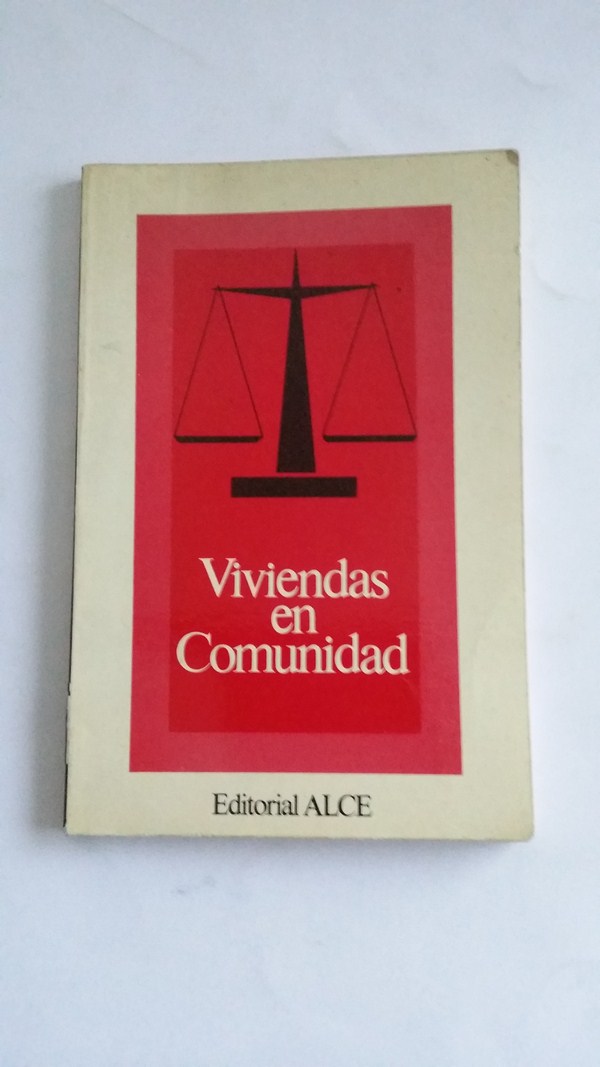 Viviendas
en
Comunidad
Editorial ALCE